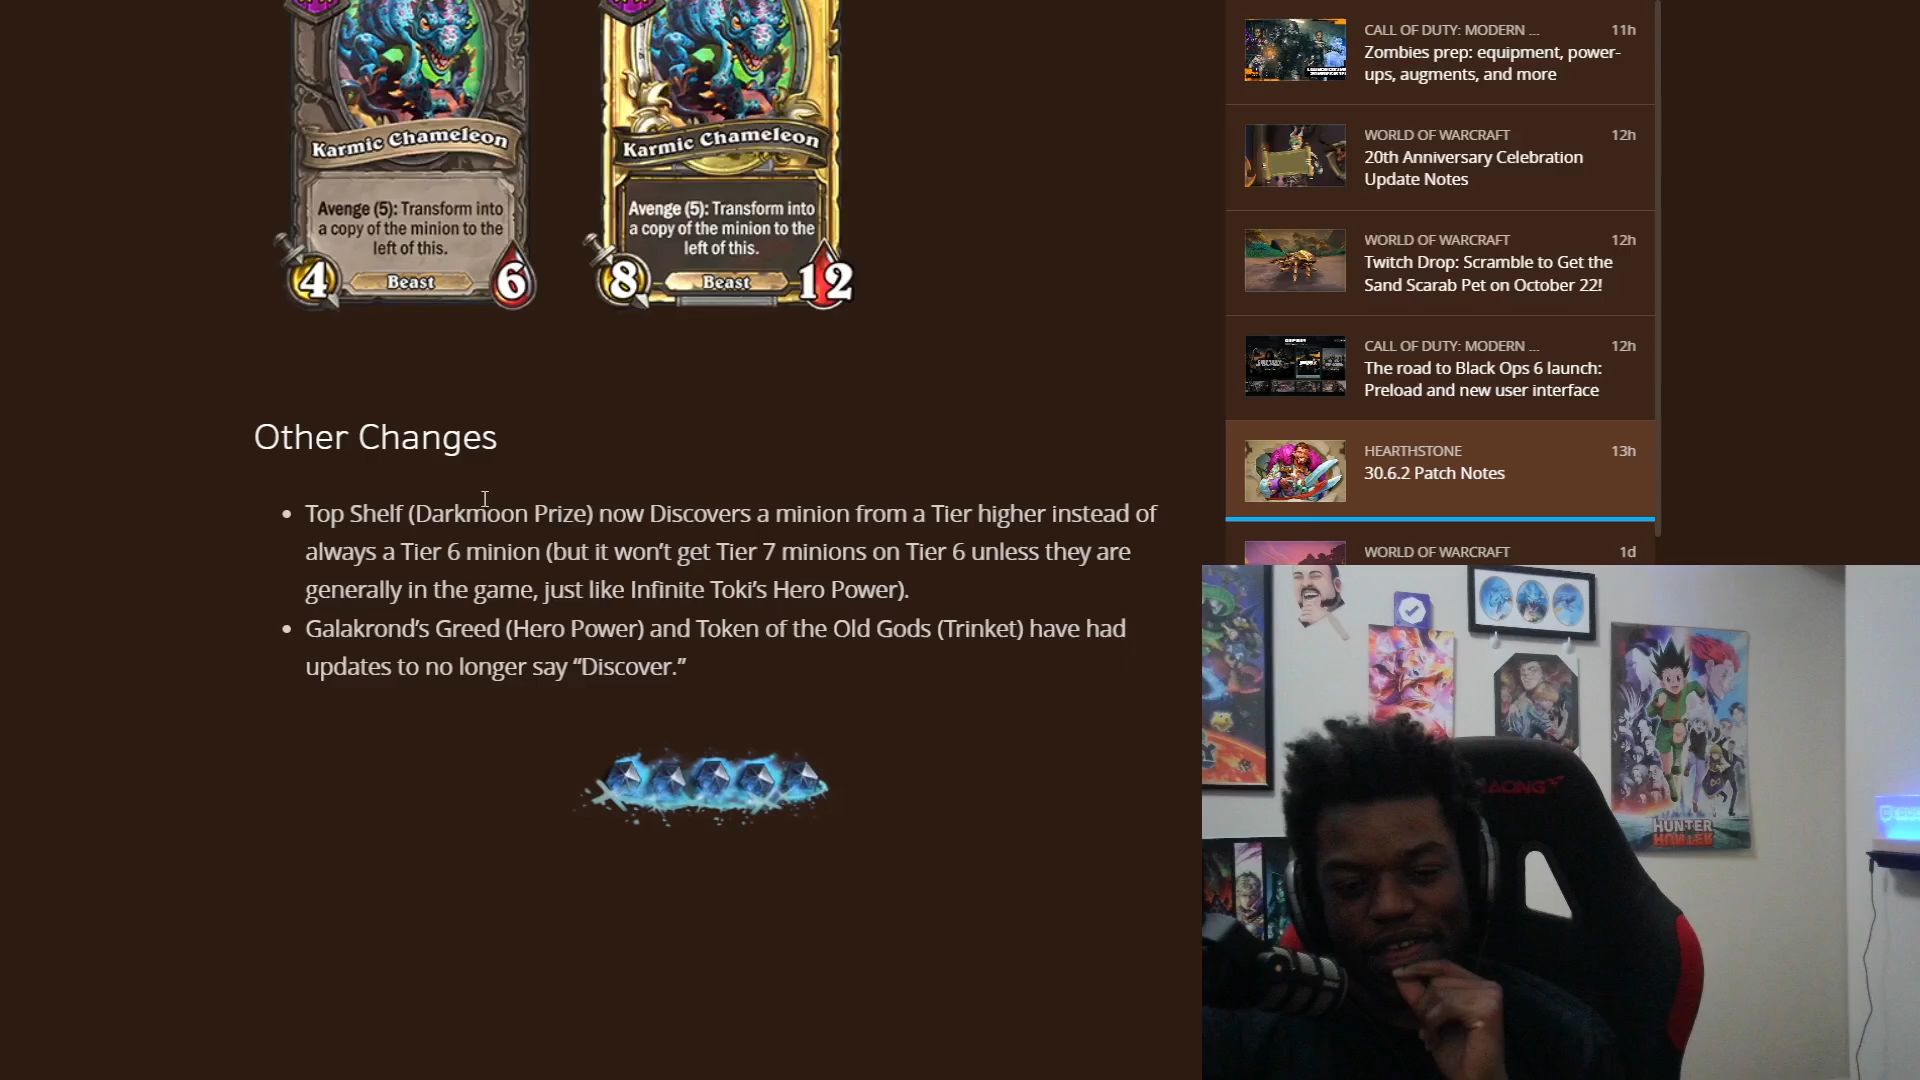 Karmic Chameleon
Avenge (5): Transform into
a copy of the minion to the
left of this.
4
Beast
6
Karmic Chameleon
Avenge (5): Transform into
a copy of the minion to the
left of this.
8
Beast
12
Other Changes
• Top Shelf (Darkmoon Prize) now Discovers a minion from a Tier higher instead of
always a Tier 6 minion (but it won’t get Tier 7 minions on Tier 6 unless they are
generally in the game, just like Infinite Toki’s Hero Power).
• Galakrond’s Greed (Hero Power) and Token of the Old Gods (Trinket) have had
updates to no longer say “Discover.”
CALL OF DUTY: MODERN ... 11h
Zombies prep: equipment, power-
ups, augments, and more
WORLD OF WARCRAFT 12h
20th Anniversary Celebration
Update Notes
WORLD OF WARCRAFT 12h
Twitch Drop: Scramble to Get the
Sand Scarab Pet on October 22!
CALL OF DUTY: MODERN ... 12h
The road to Black Ops 6 launch:
Preload and new user interface
HEARTHSTONE 13h
30.6.2 Patch Notes
WORLD OF WARCRAFT 1d
HUNTER
HUNTER